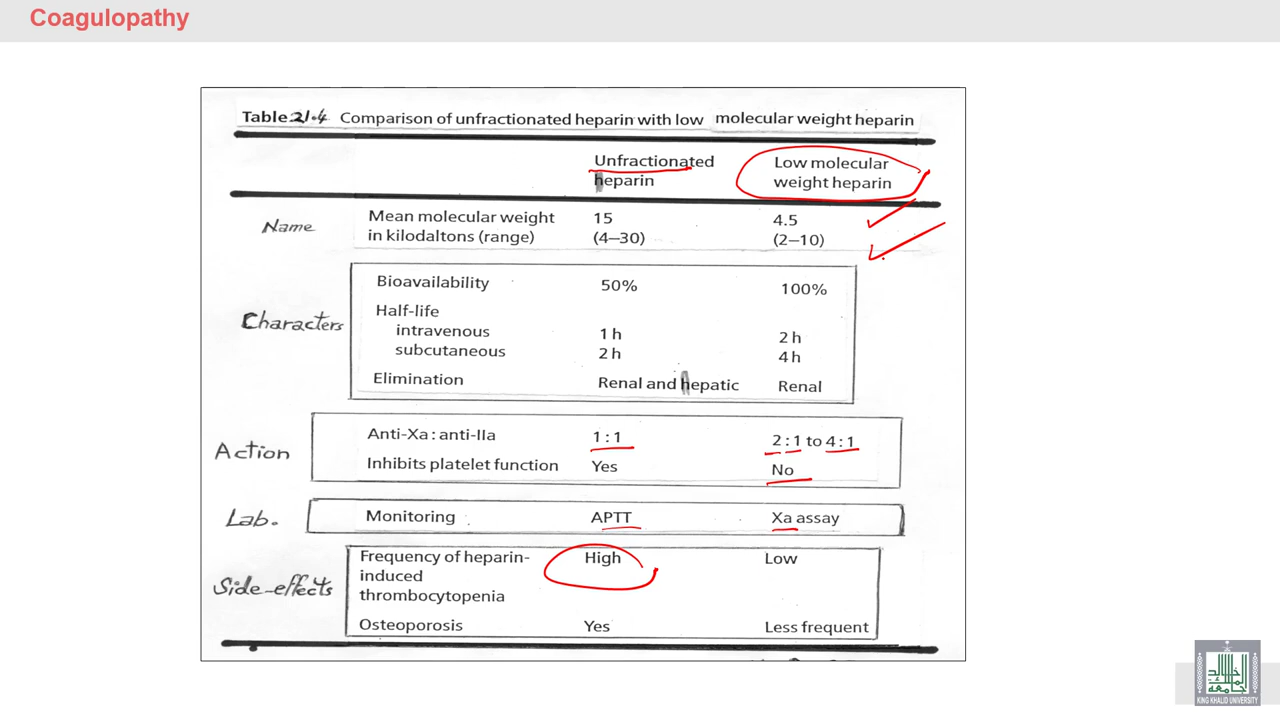 Coagulopathy
Table 21.4 Comparison of unfractionated heparin with low molecular weight heparin
Unfractionated heparin
Low molecular weight heparin
Name
Mean molecular weight in kilodaltons (range) 15 (4–30) 4.5 (2–10)
Characters
Bioavailability 50% 100%
Half-life
intravenous 1 h 2 h
subcutaneous 2 h 4 h
Elimination Renal and hepatic Renal
Action
Anti-Xa : anti-IIa 1 : 1 2 : 1 to 4 : 1
Inhibits platelet function Yes No
Lab.
Monitoring APTT Xa assay
Side-effects
Frequency of heparin-induced thrombocytopenia High Low
Osteoporosis Yes Less frequent
KING KHALID UNIVERSITY